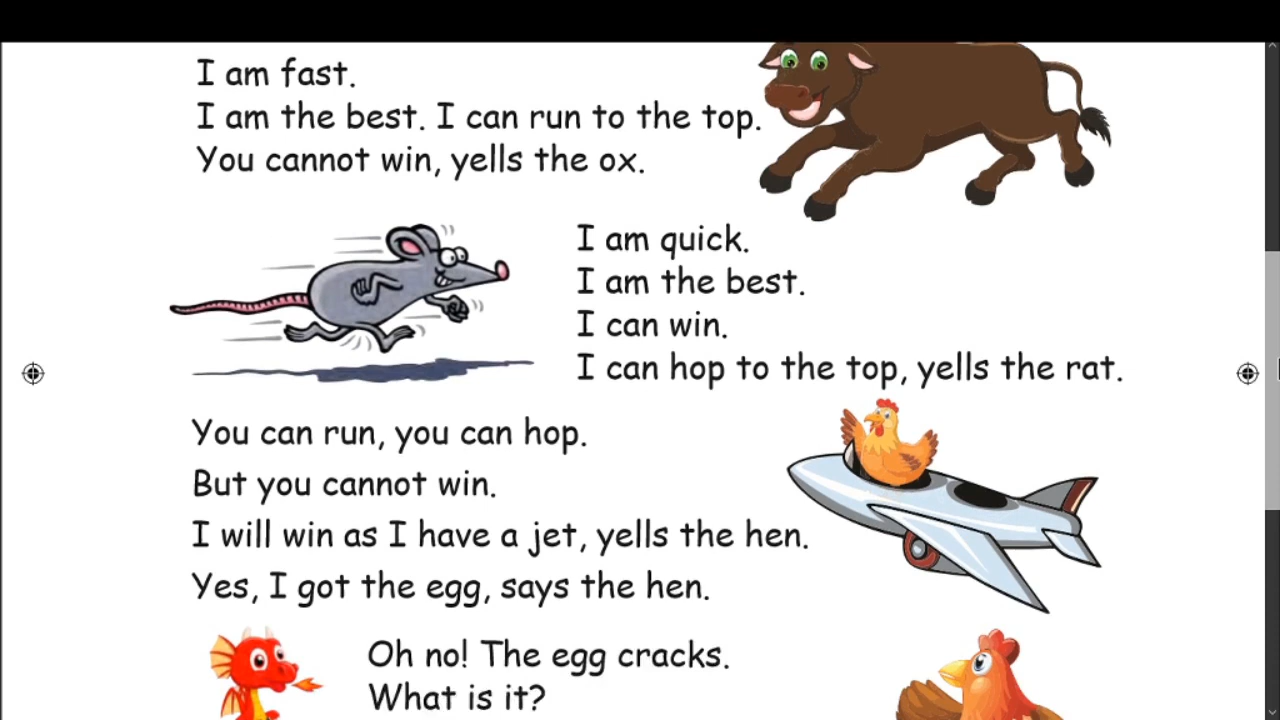 I am fast.
I am the best. I can run to the top.
You cannot win, yells the ox.
I am quick.
I am the best.
I can win.
I can hop to the top, yells the rat.
You can run, you can hop.
But you cannot win.
I will win as I have a jet, yells the hen.
Yes, I got the egg, says the hen.
Oh no! The egg cracks.
What is it?